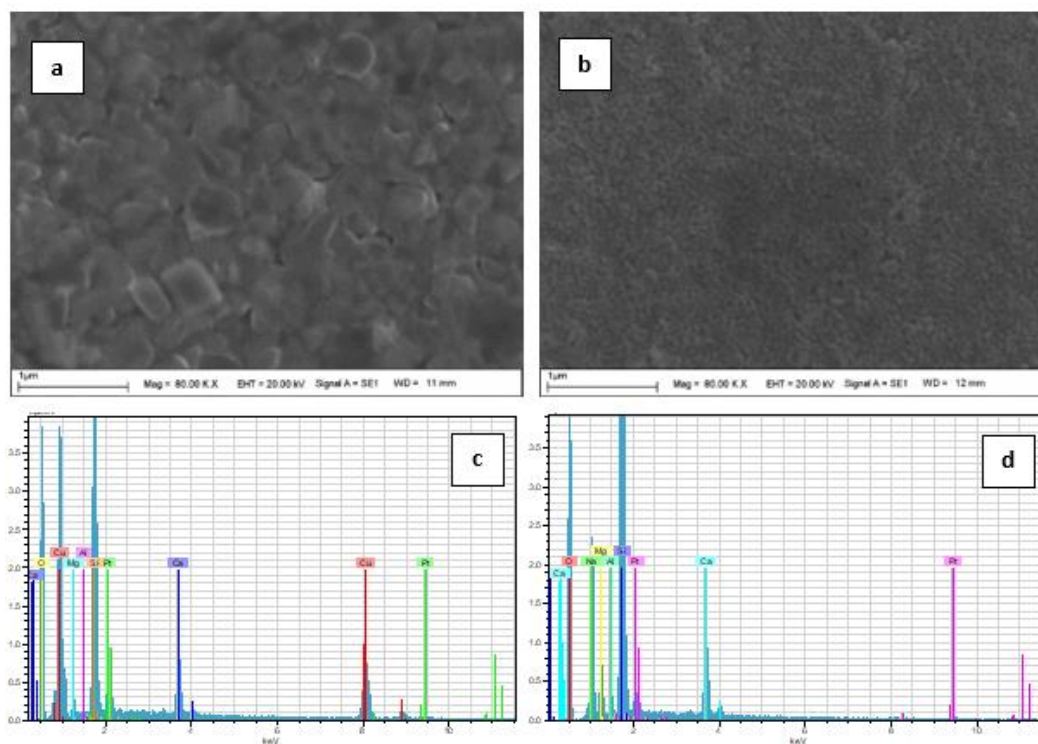 a
b
1µm
Mag = 80.00 K X EHT = 20.00 kV Signal A = SE1 WD = 11 mm
1µm
Mag = 80.00 K X EHT = 20.00 kV Signal A = SE1 WD = 12 mm
c
3.5
3.0
2.5
Cu Al
O Mg Si Pt Ca Cu Pt
2.0
1.5
1.0
0.5
0.0
2 4 6 8 10
keV
d
3.5
3.0
2.5
Mg Si
Ca O Na Al Pt Ca Pt
2.0
1.5
1.0
0.5
0.0
2 4 6 8 10
keV